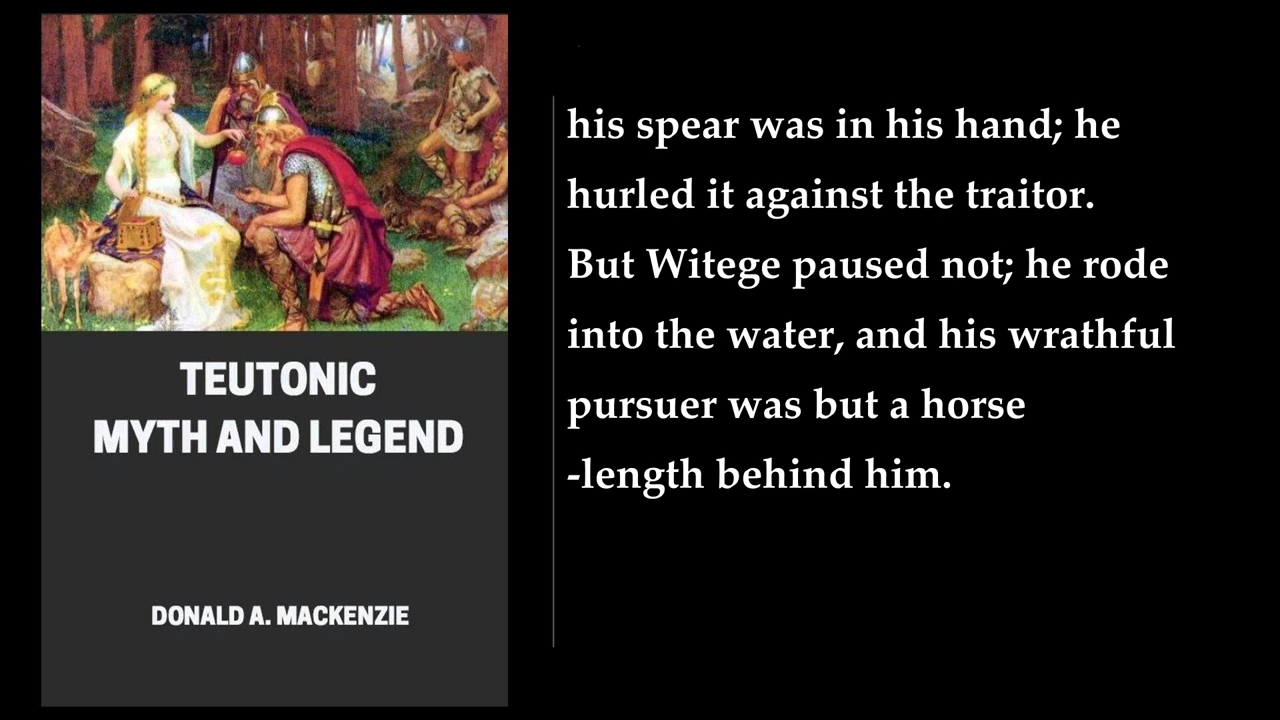 TEUTONIC
MYTH AND LEGEND
DONALD A. MACKENZIE
his spear was in his hand; he
hurled it against the traitor.
But Witege paused not; he rode
into the water, and his wrathful
pursuer was but a horse
-length behind him.